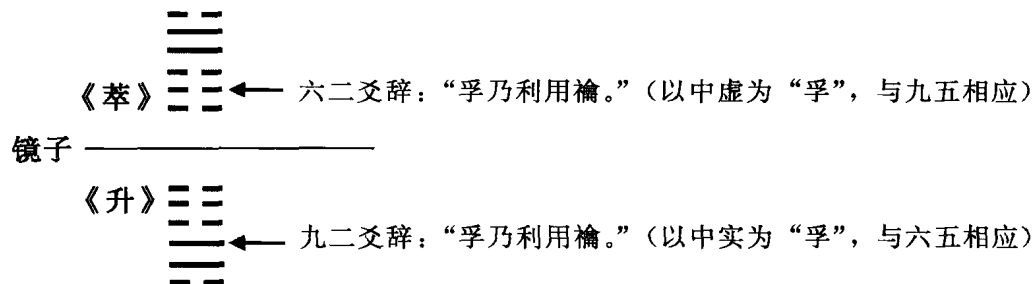 《萃》 六二爻辞：“孚乃利用禴。”（以中虚为“孚”，与九五相应）
镜子
《升》
九二爻辞：“孚乃利用禴。”（以中实为“孚”，与六五相应）